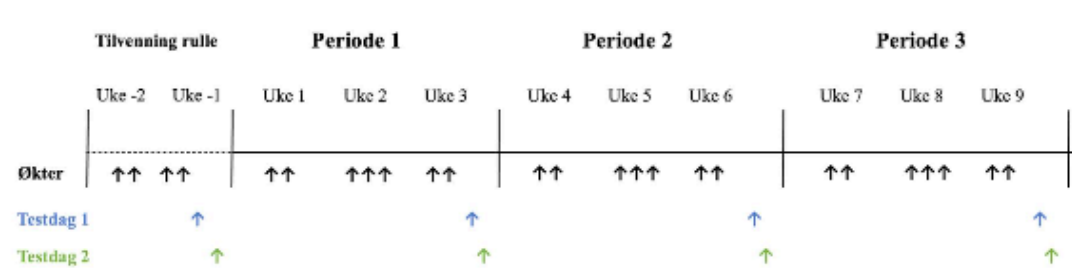 Tilvenning rulle Periode 1 Periode 2 Periode 3
Uke -2 Uke -1 Uke 1 Uke 2 Uke 3 Uke 4 Uke 5 Uke 6 Uke 7 Uke 8 Uke 9
Økter ↑↑ ↑↑ ↑↑ ↑↑↑ ↑↑ ↑↑ ↑↑↑ ↑↑ ↑↑ ↑↑↑ ↑↑
Testdag 1 ↑ ↑ ↑ ↑
Testdag 2 ↑ ↑ ↑ ↑